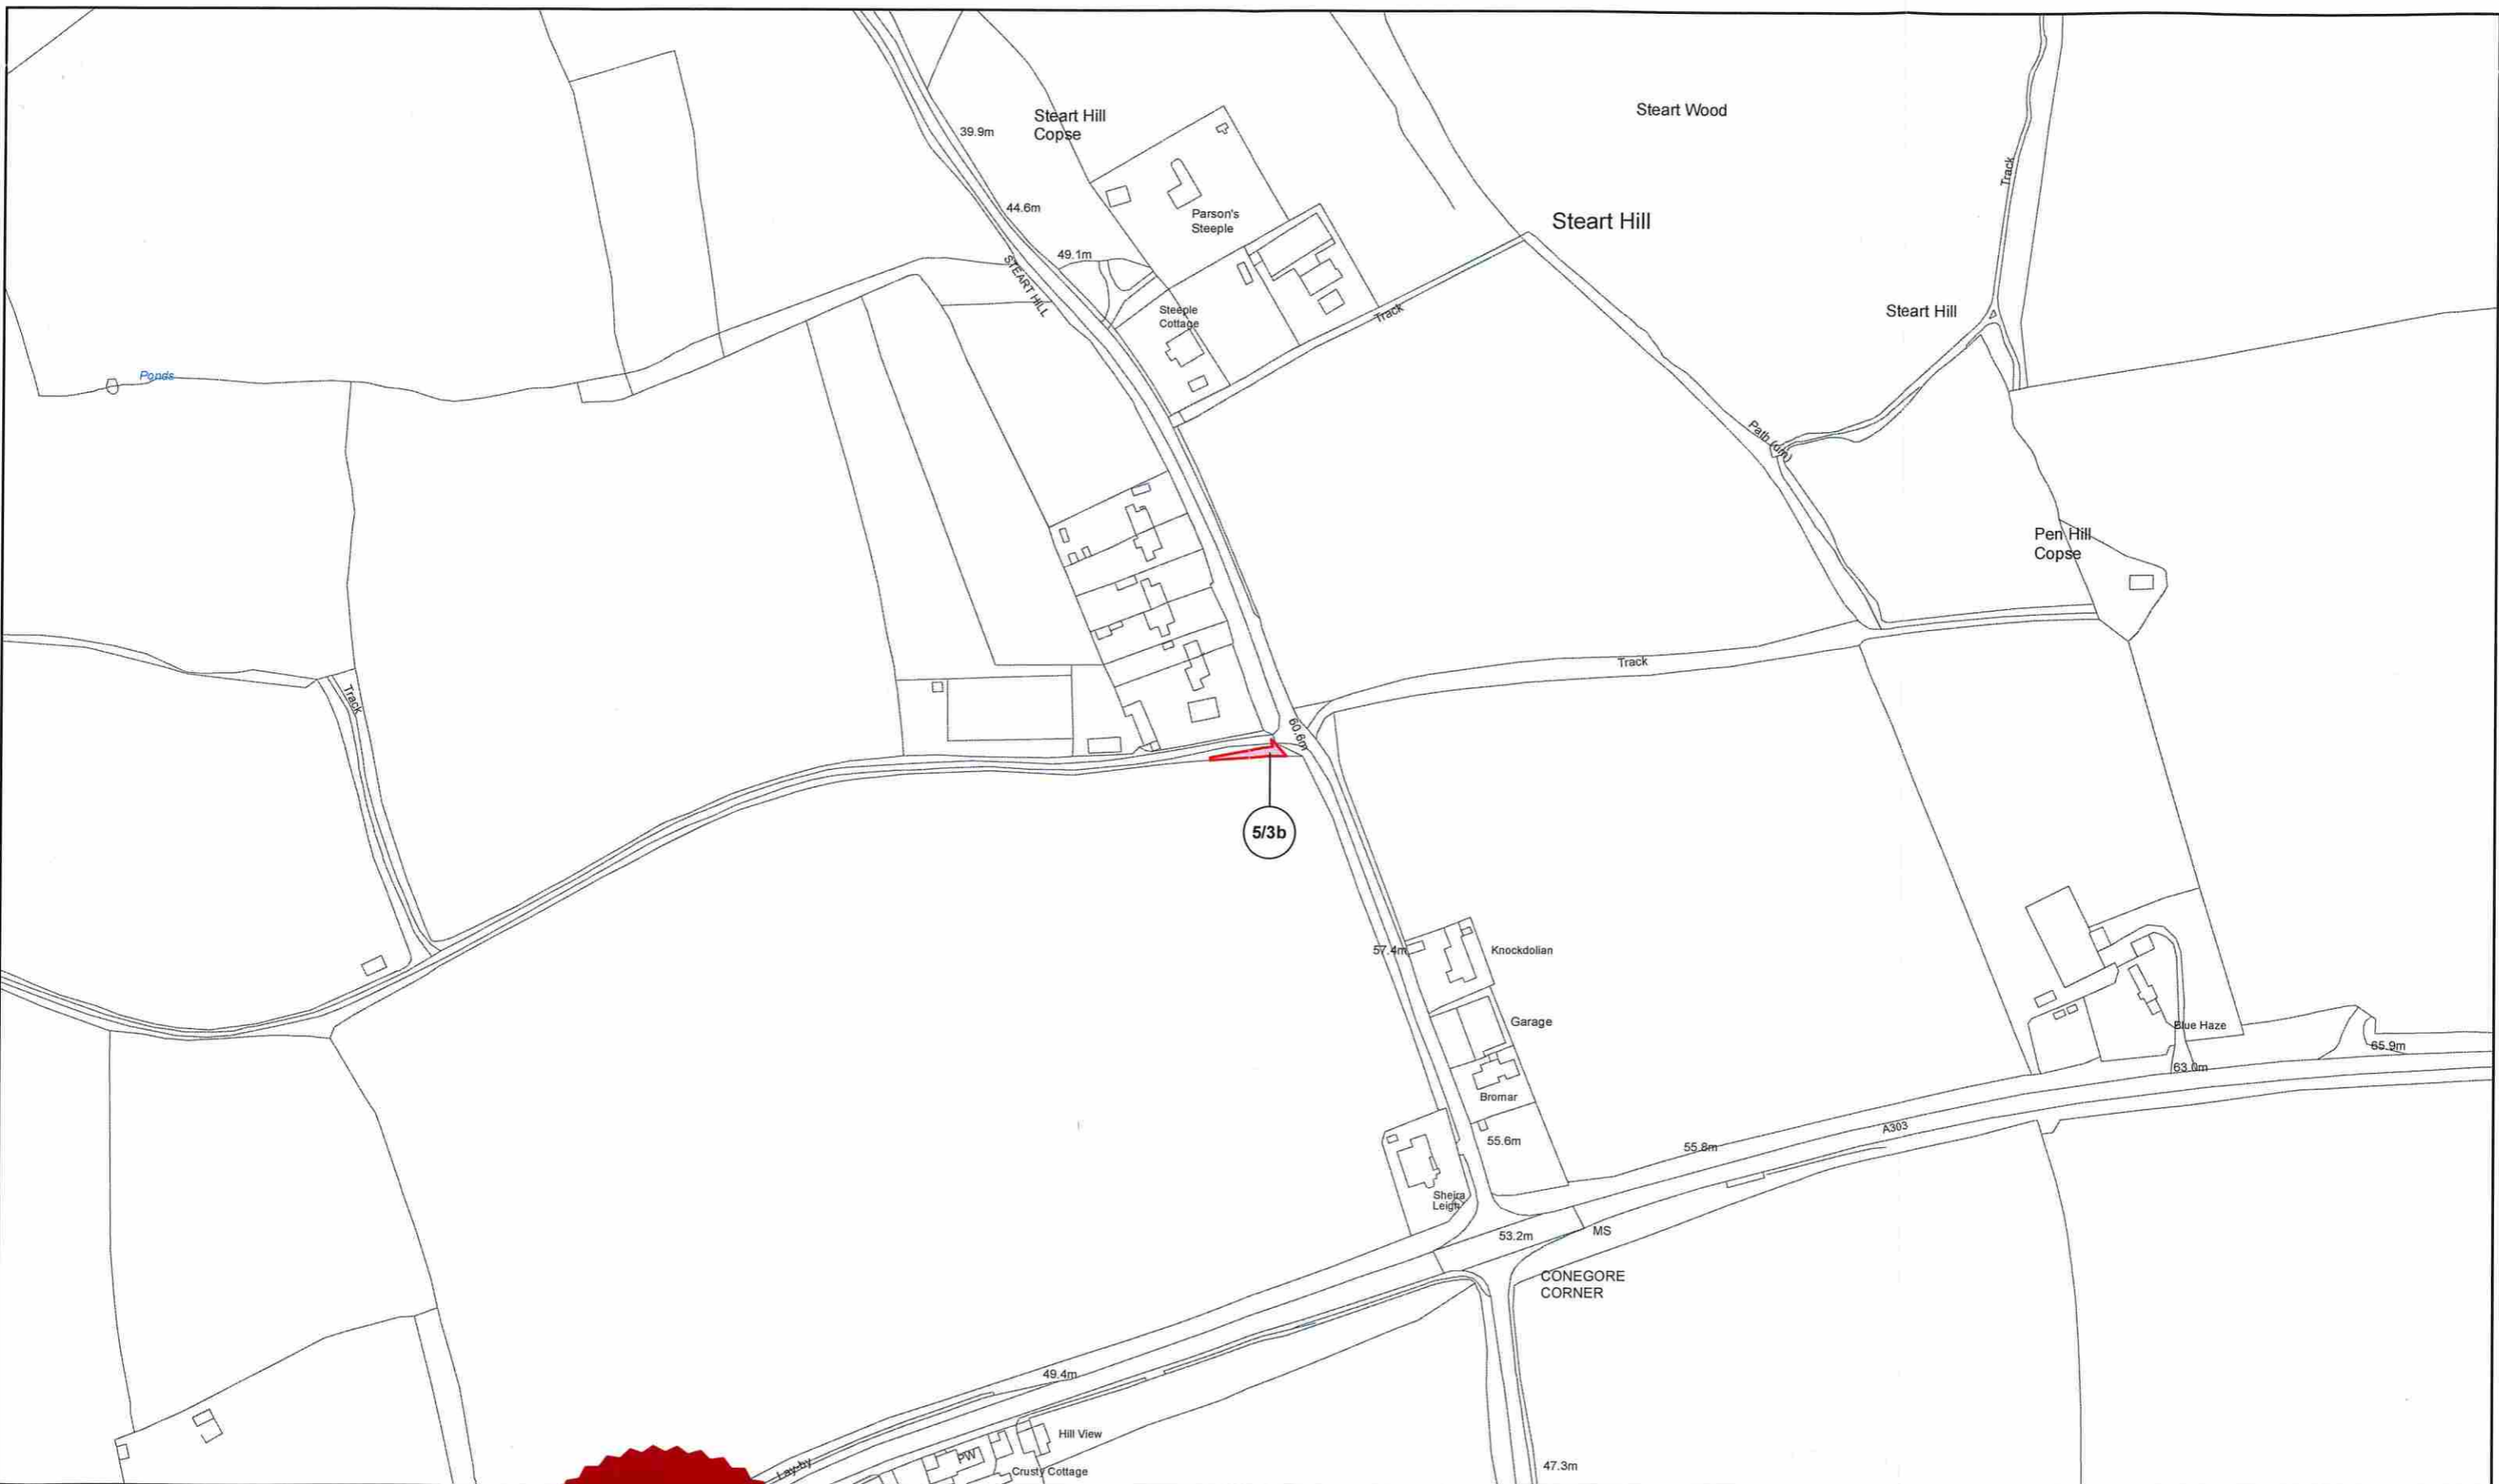 Steart Wood
Steart Hill
Copse
39.9m
Track
44.6m
Parson's
Steeple
Steart Hill
49.1m
STEART HILL
Steeple
Cottage
Track
Steart Hill
Ponds
Path (um)
Pen Hill
Copse
Track
Track
60.6m
5/3b
57.4m
Knockdolian
Garage
Blue Haze
65.9m
63.0m
Bromar
A303
55.6m
55.8m
Sheira
Leigh
MS
53.2m
CONEGORE
CORNER
49.4m
Hill View
PW
Lay-by
Crusty Cottage
47.3m